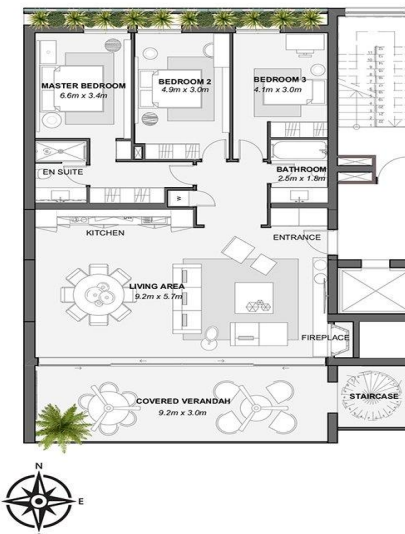 MASTER BEDROOM
6.6m x 3.4m
BEDROOM 2
4.9m x 3.0m
BEDROOM 3
4.1m x 3.0m
EN SUITE
BATHROOM
2.5m x 1.8m
W
KITCHEN
ENTRANCE
LIVING AREA
9.2m x 5.7m
FIREPLACE
COVERED VERANDAH
9.2m x 3.0m
STAIRCASE
N
E